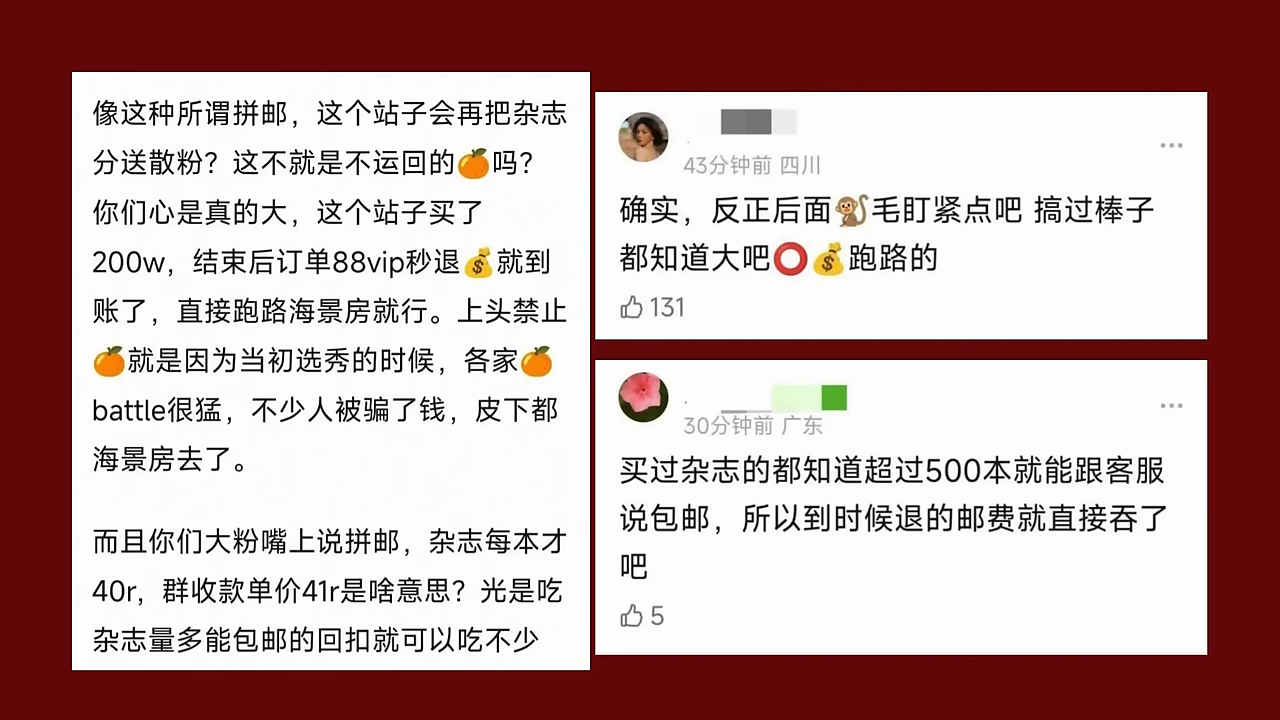 像这种所谓拼邮，这个站子会再把杂志
分送散粉？这不就是不运回的🍊吗？
你们心是真的大，这个站子买了
200w，结束后订单88vip秒退💰就到
账了，直接跑路海景房就行。上头禁止
🍊就是因为当初选秀的时候，各家🍊
battle很猛，不少人被骗了钱，皮下都
海景房去了。
而且你们大粉嘴上说拼邮，杂志每本才
40r，群收款单价41r是啥意思？光是吃
杂志量多能包邮的回扣就可以吃不少
43分钟前 四川
确实，反正后面🐒毛盯紧点吧 搞过棒子
都知道大吧⭕💰跑路的
131
30分钟前 广东
买过杂志的都知道超过500本就能跟客服
说包邮，所以到时候退的邮费就直接吞了
吧
5